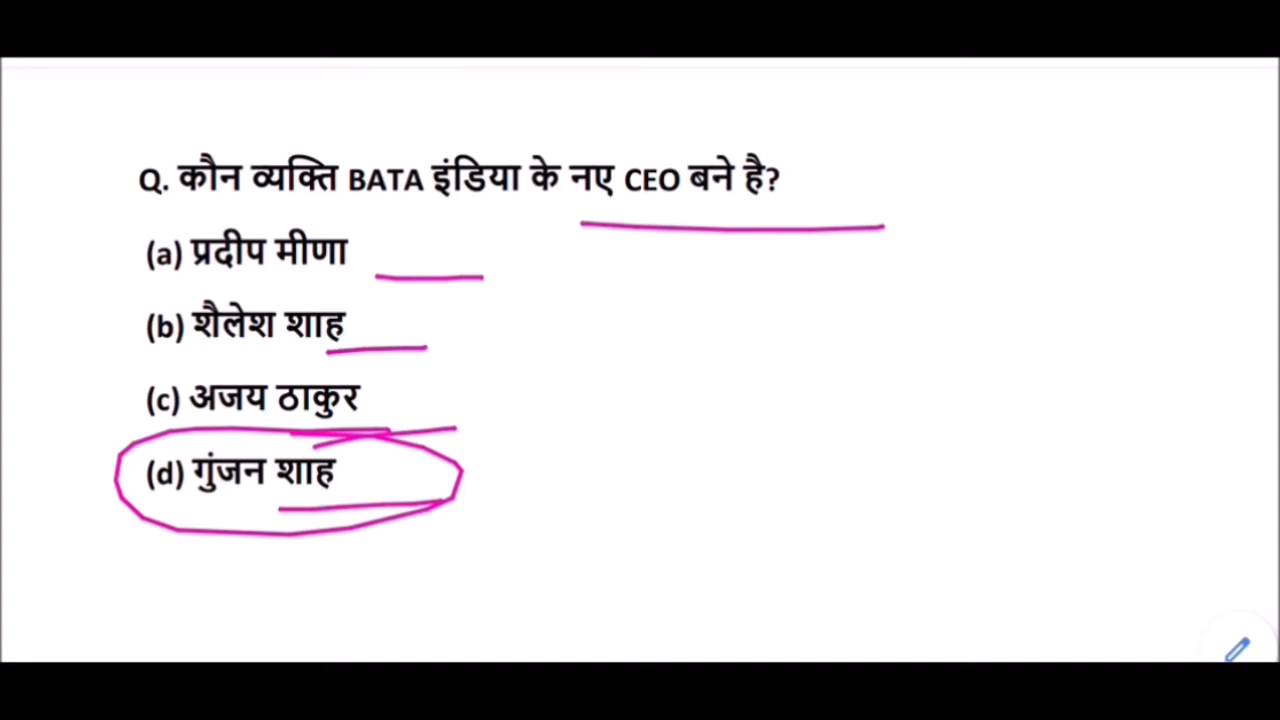 Q. कौन व्यक्ति BATA इंडिया के नए CEO बने है?
(a) प्रदीप मीणा
(b) शैलेश शाह
(c) अजय ठाकुर
(d) गुंजन शाह